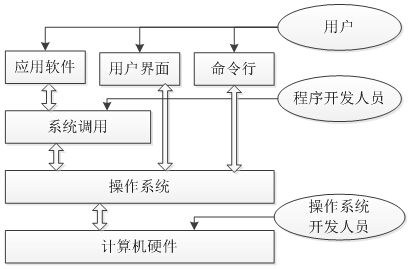 用户
应用软件
用户界面
命令行
程序开发人员
系统调用
操作系统
操作系统
开发人员
计算机硬件